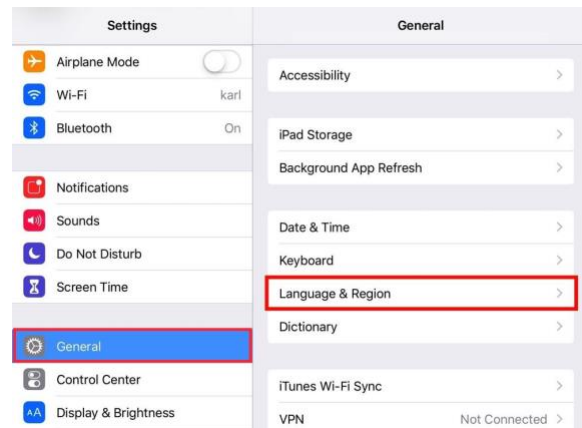 Settings
Airplane Mode
Wi-Fi karl
Bluetooth On
Notifications
Sounds
Do Not Disturb
Screen Time
General
Control Center
AA Display & Brightness
General
Accessibility
iPad Storage
Background App Refresh
Date & Time
Keyboard
Language & Region
Dictionary
iTunes Wi-Fi Sync
VPN Not Connected